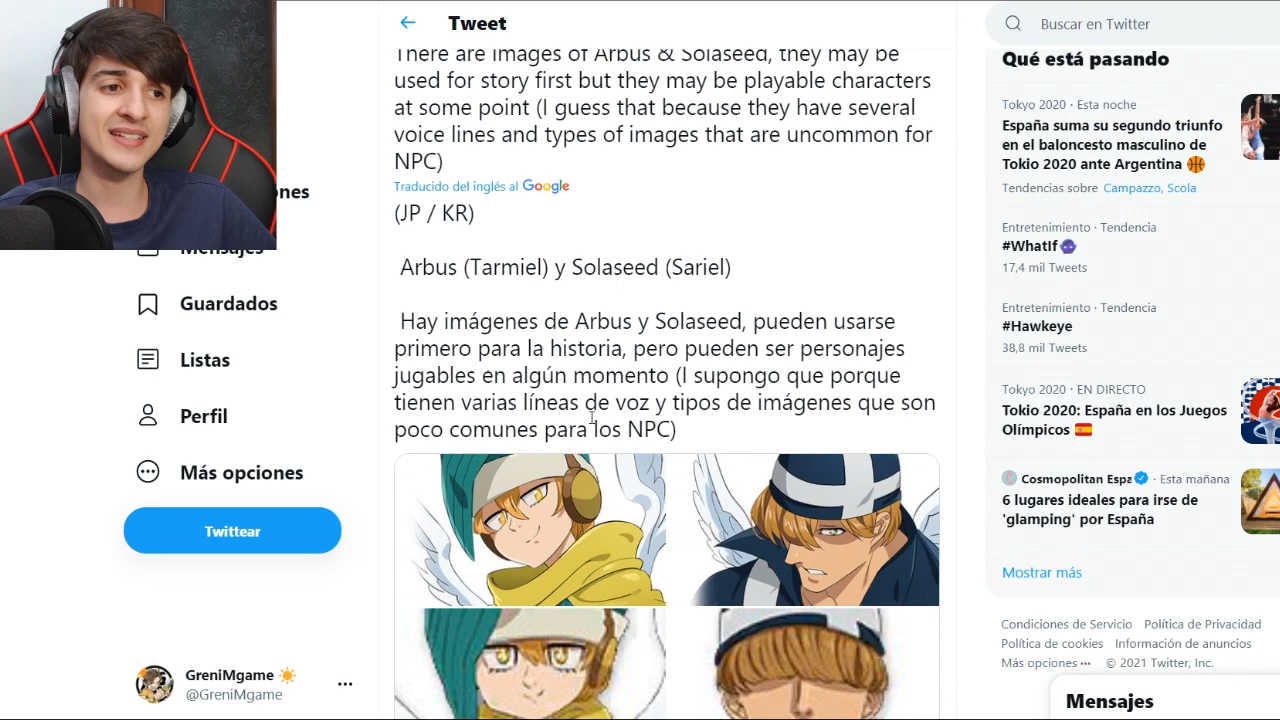 Tweet
There are images of Arbus & Solaseed, they may be
used for story first but they may be playable characters
at some point (I guess that because they have several
voice lines and types of images that are uncommon for
NPC)
Traducido del inglés al Google
(JP / KR)
Arbus (Tarmiel) y Solaseed (Sariel)
Hay imágenes de Arbus y Solaseed, pueden usarse
primero para la historia, pero pueden ser personajes
jugables en algún momento (I supongo que porque
tienen varias líneas de voz y tipos de imágenes que son
poco comunes para los NPC)
ones
Mensajes
Guardados
Listas
Perfil
Más opciones
Twittear
GreniMgame
@GreniMgame
Buscar en Twitter
Qué está pasando
Tokyo 2020 · Esta noche
España suma su segundo triunfo
en el baloncesto masculino de
Tokio 2020 ante Argentina
Tendencias sobre Campazzo, Scola
Entretenimiento · Tendencia
#WhatIf
17,4 mil Tweets
Entretenimiento · Tendencia
#Hawkeye
38,8 mil Tweets
Tokyo 2020 · EN DIRECTO
Tokio 2020: España en los Juegos
Olímpicos
Cosmopolitan Espa · Esta mañana
6 lugares ideales para irse de
'glamping' por España
Mostrar más
Condiciones de Servicio Política de Privacidad
Política de cookies Información de anuncios
Más opciones ··· © 2021 Twitter, Inc.
Mensajes